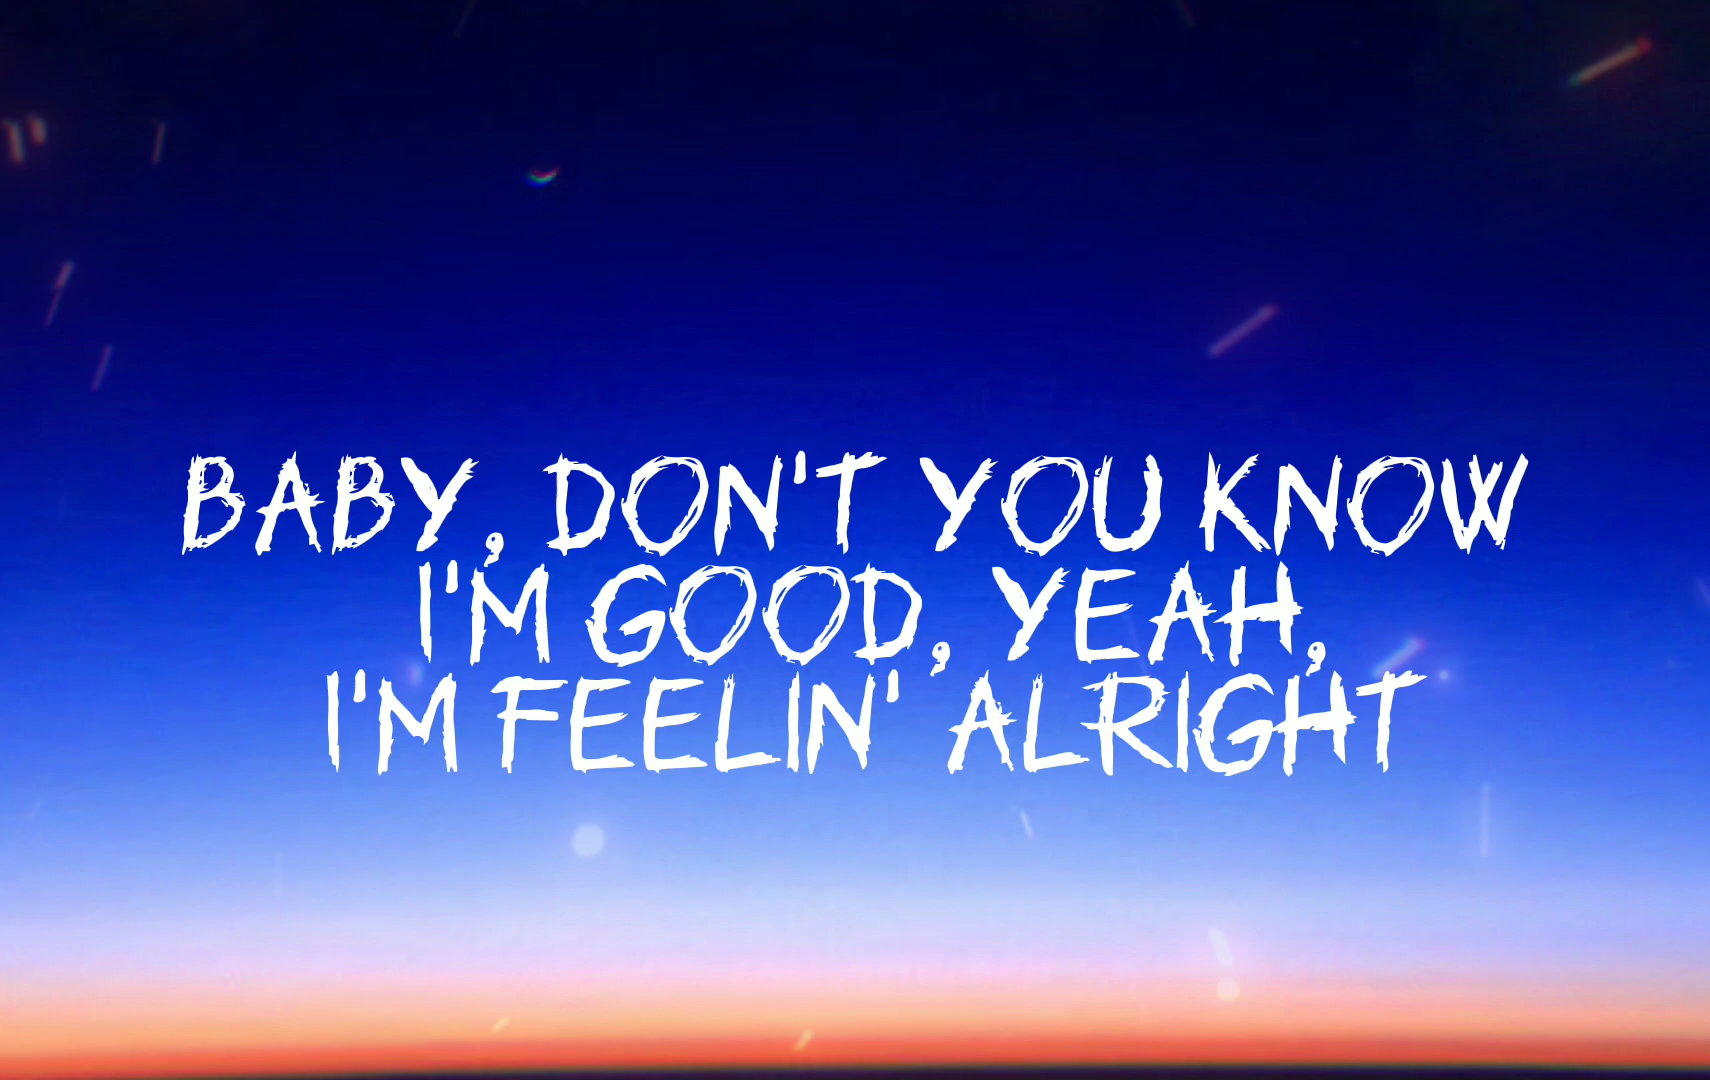 BABY, DON'T YOU KNOW
I'M GOOD, YEAH,
I'M FEELIN' ALRIGHT